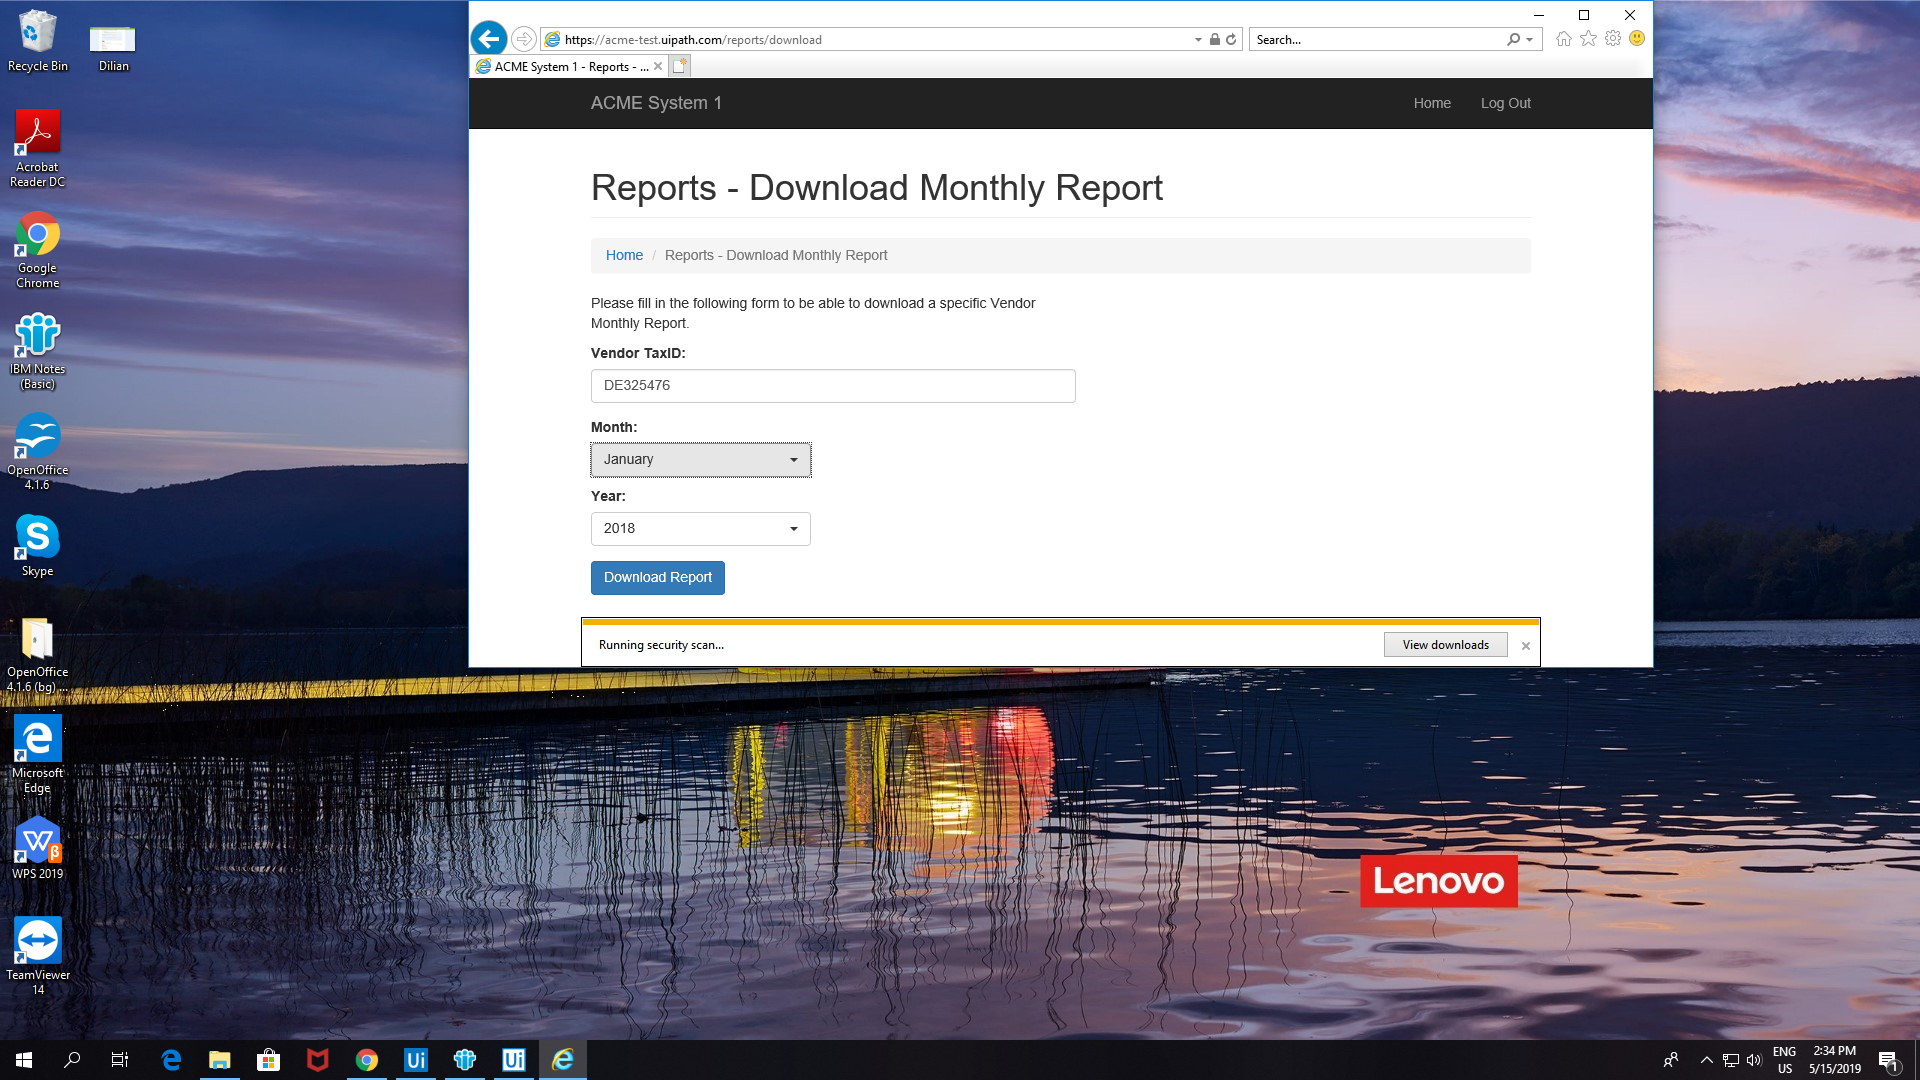 Recycle Bin
Dilian
Acrobat
Reader DC
Google
Chrome
IBM Notes
(Basic)
OpenOffice
4.1.6
Skype
OpenOffice
4.1.6 (bg) ...
Microsoft
Edge
WPS 2019
TeamViewer
14
https://acme-test.uipath.com/reports/download
Search...
ACME System 1 - Reports - ...
ACME System 1
Home
Log Out
Reports - Download Monthly Report
Home / Reports - Download Monthly Report
Please fill in the following form to be able to download a specific Vendor
Monthly Report.
Vendor TaxID:
DE325476
Month:
January
Year:
2018
Download Report
Running security scan...
View downloads
Lenovo
Ui
Ui
ENG
US
2:34 PM
5/15/2019
1